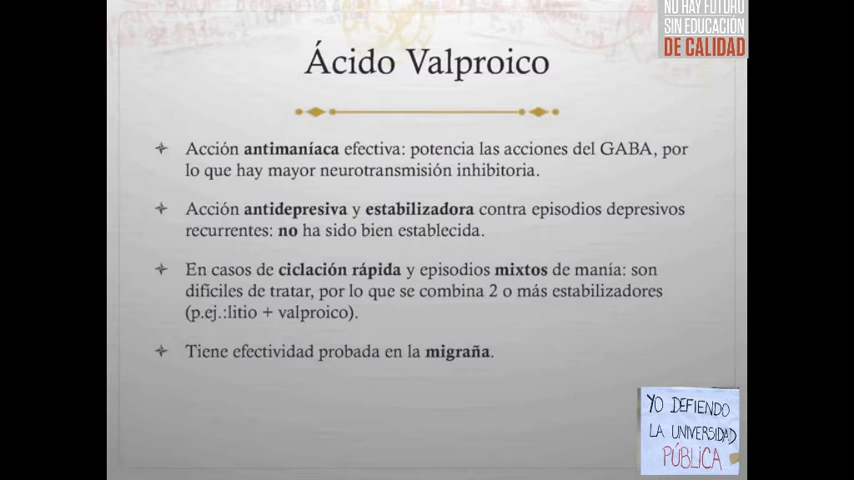 NO HAY FUTURO
SIN EDUCACIÓN
DE CALIDAD
Ácido Valproico
Acción antimaníaca efectiva: potencia las acciones del GABA, por
lo que hay mayor neurotransmisión inhibitoria.
Acción antidepresiva y estabilizadora contra episodios depresivos
recurrentes: no ha sido bien establecida.
En casos de ciclación rápida y episodios mixtos de manía: son
difíciles de tratar, por lo que se combina 2 o más estabilizadores
(p.ej.:litio + valproico).
Tiene efectividad probada en la migraña.
YO DEFIENDO
LA UNIVERSIDAD
PÚBLICA